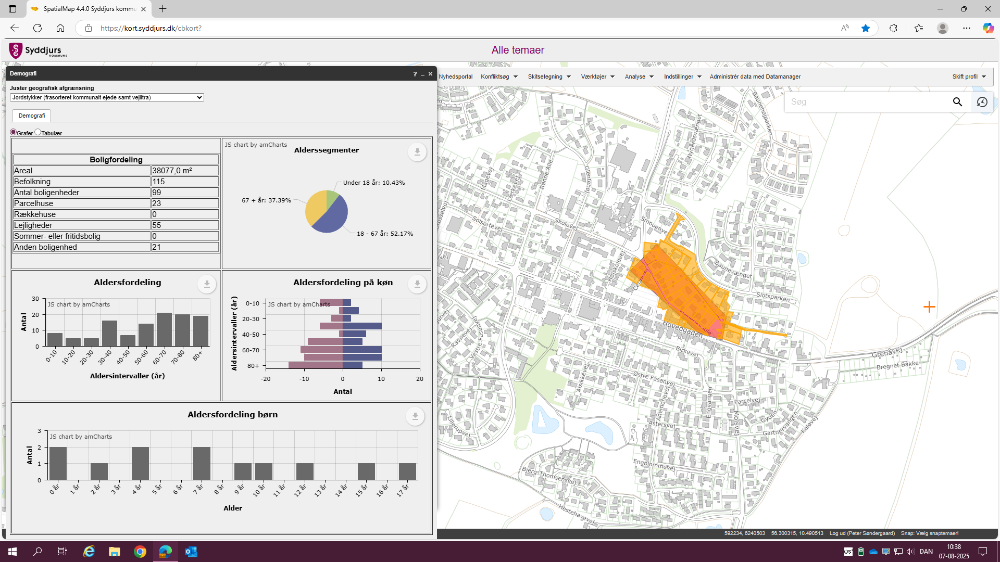 SpatialMap 4.4.0 Syddjurs kommu
https://kort.syddjurs.dk/cbkort?
Syddjurs
KOMMUNE
Alle temaer
Demografi
? _ ×
Nyhedsportal Konfliktsøg Skitsetegning Værktøjer Analyse Indstillinger Administrér data med Datamanager Skift profil
Søg
Juster geografisk afgrænsning
Jordstykker (frasorteret kommunalt ejede samt vejlitra)
Demografi
Grafer Tabulær
Boligfordeling
Areal 38077,0 m²
Befolkning 115
Antal boligenheder 99
Parcelhuse 23
Rækkehuse 0
Lejligheder 55
Sommer- eller fritidsbolig 0
Anden boligenhed 21
JS chart by amCharts
Alderssegmenter
Under 18 år: 10.43%
67 + år: 37.39%
18 - 67 år: 52.17%
Aldersfordeling
JS chart by amCharts
Antal
30
20
10
0
0-10 10-20 20-30 30-40 40-50 50-60 60-70 70-80 80+
Aldersintervaller (år)
Aldersfordeling på køn
JS chart by amCharts
Aldersintervaller (år)
0-10
20-30
40-50
60-70
80+
-20 -10 0 10 20
Antal
Aldersfordeling børn
JS chart by amCharts
Antal
3
2
1
0
0 år 1 år 2 år 3 år 4 år 5 år 6 år 7 år 8 år 9 år 10 år 11 år 12 år 13 år 14 år 15 år 16 år 17 år
Alder
Baunehøjparken
Nygårdsvænget
Rønne-Alle
Glentehøj
Mågevej
Lærkevej
Drosselvej
Solsortevej
Skolevej
Smouenvej
Højskolevej
Ceresvej
Baunevænget
Slotsparken
Hovedgaden
Birkevej
Grenåvej
Bregnet Bakke
Ravnevej
Vestre-Fasanvej
Østre-Fasanvej
Alsikkevej
Anemonevej
Engvangen
Parcelvej
Molsvej
Gyden
Gartnervangen
Kaløvej
Astersvej
Lillerupvej
Engblommevej
Bjerg-Thomsensvej
Hestehavevej
592234, 6240503 56.300315, 10.490513 Log ud (Peter Søndergaard) Snap: Vælg snaptemaer!
DAN
10:38
07-08-2025